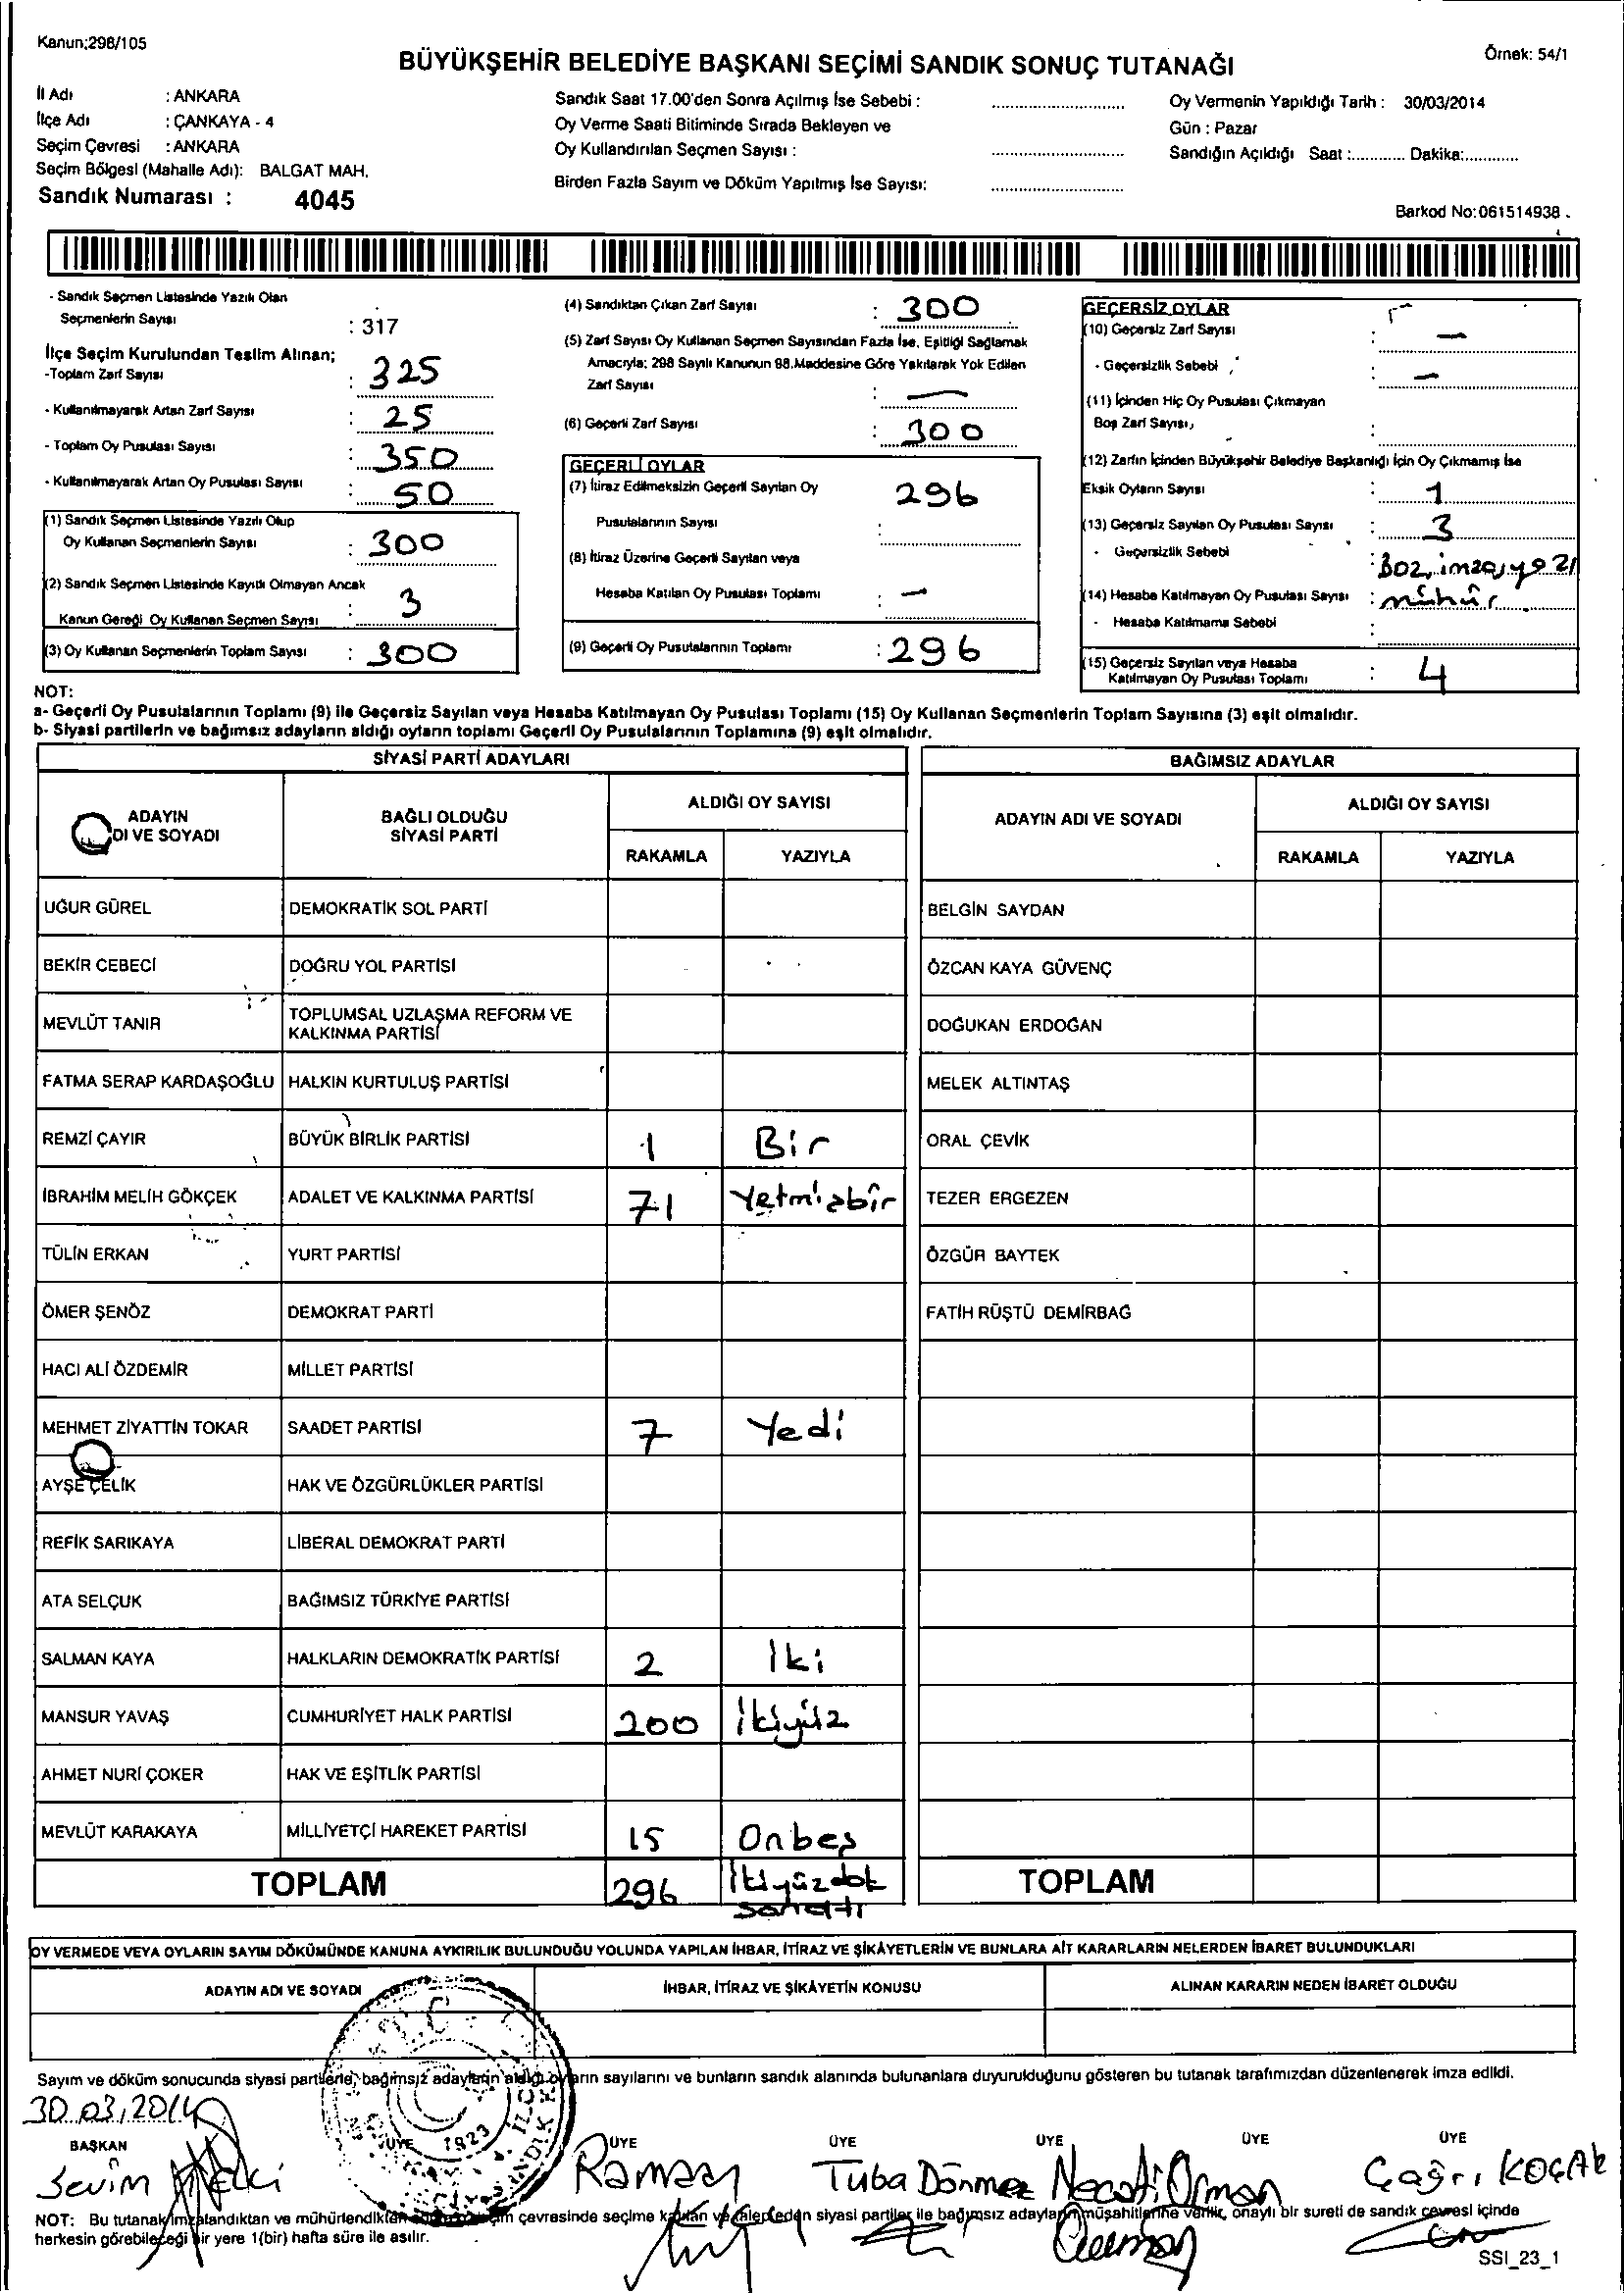 Kanun;298/105
Örnek: 54/1
BÜYÜKŞEHİR BELEDİYE BAŞKANI SEÇİMİ SANDIK SONUÇ TUTANAĞI
İl Adı : ANKARA
İlçe Adı : ÇANKAYA - 4
Seçim Çevresi : ANKARA
Seçim Bölgesi (Mahalle Adı): BALGAT MAH.
Sandık Numarası : 4045
Sandık Saat 17.00'den Sonra Açılmış İse Sebebi :
Oy Verme Saati Bitiminde Sırada Bekleyen ve
Oy Kullandırılan Seçmen Sayısı :
Birden Fazla Sayım ve Döküm Yapılmış İse Sayısı:
Oy Vermenin Yapıldığı Tarih : 30/03/2014
Gün : Pazar
Sandığın Açıldığı Saat :............ Dakika:............
Barkod No:061514938
- Sandık Seçmen Listesinde Yazılı Olan
Seçmenlerin Sayısı : 317
İlçe Seçim Kurulundan Teslim Alınan;
-Toplam Zarf Sayısı : 325
- Kullanılmayarak Artan Zarf Sayısı : 25
- Toplam Oy Pusulası Sayısı : 350
- Kullanılmayarak Artan Oy Pusulası Sayısı : 50
(1) Sandık Seçmen Listesinde Yazılı Olup
Oy Kullanan Seçmenlerin Sayısı : 300
(2) Sandık Seçmen Listesinde Kayıtlı Olmayan Ancak
Kanun Gereği Oy Kullanan Seçmen Sayısı : 3
(3) Oy Kullanan Seçmenlerin Toplam Sayısı : 300
(4) Sandıktan Çıkan Zarf Sayısı : 300
(5) Zarf Sayısı Oy Kullanan Seçmen Sayısından Fazla İse, Eşitliği Sağlamak
Amacıyla; 298 Sayılı Kanunun 98.Maddesine Göre Yakılarak Yok Edilen
Zarf Sayısı : —
(6) Geçerli Zarf Sayısı : 300
GEÇERLİ OYLAR
(7) İtiraz Edilmeksizin Geçerli Sayılan Oy
Pusulalarının Sayısı : 296
(8) İtiraz Üzerine Geçerli Sayılan veya
Hesaba Katılan Oy Pusulası Toplamı : —
(9) Geçerli Oy Pusulalarının Toplamı : 296
GEÇERSİZ OYLAR
(10) Geçersiz Zarf Sayısı : —
- Geçersizlik Sebebi : —
(11) İçinden Hiç Oy Pusulası Çıkmayan
Boş Zarf Sayısı :
(12) Zarfın İçinden Büyükşehir Belediye Başkanlığı İçin Oy Çıkmamış İse
Eksik Oyların Sayısı : 1
(13) Geçersiz Sayılan Oy Pusulası Sayısı : 3
- Geçersizlik Sebebi : Boz, imza, yazı
mühür
(14) Hesaba Katılmayan Oy Pusulası Sayısı :
- Hesaba Katılmama Sebebi :
(15) Geçersiz Sayılan veya Hesaba
Katılmayan Oy Pusulası Toplamı : 4
NOT:
a- Geçerli Oy Pusulalarının Toplamı (9) ile Geçersiz Sayılan veya Hesaba Katılmayan Oy Pusulası Toplamı (15) Oy Kullanan Seçmenlerin Toplam Sayısına (3) eşit olmalıdır.
b- Siyasi partilerin ve bağımsız adayların aldığı oyların toplamı Geçerli Oy Pusulalarının Toplamına (9) eşit olmalıdır.
SİYASİ PARTİ ADAYLARI
ADAYIN
DI VE SOYADI
BAĞLI OLDUĞU
SİYASİ PARTİ
ALDIĞI OY SAYISI
RAKAMLA YAZIYLA
UĞUR GÜREL DEMOKRATİK SOL PARTİ
BEKİR CEBECİ DOĞRU YOL PARTİSİ
MEVLÜT TANIR TOPLUMSAL UZLAŞMA REFORM VE
KALKINMA PARTİSİ
FATMA SERAP KARDAŞOĞLU HALKIN KURTULUŞ PARTİSİ
REMZİ ÇAYIR BÜYÜK BİRLİK PARTİSİ 1 Bir
İBRAHİM MELİH GÖKÇEK ADALET VE KALKINMA PARTİSİ 71 Yetmişbir
TÜLİN ERKAN YURT PARTİSİ
ÖMER ŞENÖZ DEMOKRAT PARTİ
HACI ALİ ÖZDEMİR MİLLET PARTİSİ
MEHMET ZİYATTİN TOKAR SAADET PARTİSİ 7 Yedi
AYŞE ÇELİK HAK VE ÖZGÜRLÜKLER PARTİSİ
REFİK SARIKAYA LİBERAL DEMOKRAT PARTİ
ATA SELÇUK BAĞIMSIZ TÜRKİYE PARTİSİ
SALMAN KAYA HALKLARIN DEMOKRATİK PARTİSİ 2 İki
MANSUR YAVAŞ CUMHURİYET HALK PARTİSİ 200 İkiyüz
AHMET NURİ ÇOKER HAK VE EŞİTLİK PARTİSİ
MEVLÜT KARAKAYA MİLLİYETÇİ HAREKET PARTİSİ 15 Onbeş
TOPLAM 296 İkiyüzdok
sanaltı
BAĞIMSIZ ADAYLAR
ADAYIN ADI VE SOYADI
ALDIĞI OY SAYISI
RAKAMLA YAZIYLA
BELGİN SAYDAN
ÖZCAN KAYA GÜVENÇ
DOĞUKAN ERDOĞAN
MELEK ALTINTAŞ
ORAL ÇEVİK
TEZER ERGEZEN
ÖZGÜR BAYTEK
FATİH RÜŞTÜ DEMİRBAĞ
TOPLAM
OY VERMEDE VEYA OYLARIN SAYIM DÖKÜMÜNDE KANUNA AYKIRILIK BULUNDUĞU YOLUNDA YAPILAN İHBAR, İTİRAZ VE ŞİKÂYETLERİN VE BUNLARA AİT KARARLARIN NELERDEN İBARET BULUNDUKLARI
ADAYIN ADI VE SOYADI
İHBAR, İTİRAZ VE ŞİKÂYETİN KONUSU
ALINAN KARARIN NEDEN İBARET OLDUĞU
Sayım ve döküm sonucunda siyasi partilerle, bağımsız adayların aldığı oyların sayılarını ve bunların sandık alanında bulunanlara duyurulduğunu gösteren bu tutanak tarafımızdan düzenlenerek imza edildi.
30.03.2014
BAŞKAN ÜYE ÜYE ÜYE ÜYE ÜYE ÜYE
1923
Sevim
Ramazan
Tuba Dönmez
Necati Orman
Çağrı KOÇAK
NOT: Bu tutanak imzalandıktan ve mühürlendikten çevresinde seçime katılan ve talep eden siyasi partiler ile bağımsız adayların müşahitlerine verilir, onaylı bir sureti de sandık çevresi içinde
herkesin görebileceği bir yere 1(bir) hafta süre ile asılır.
SSI_23_1